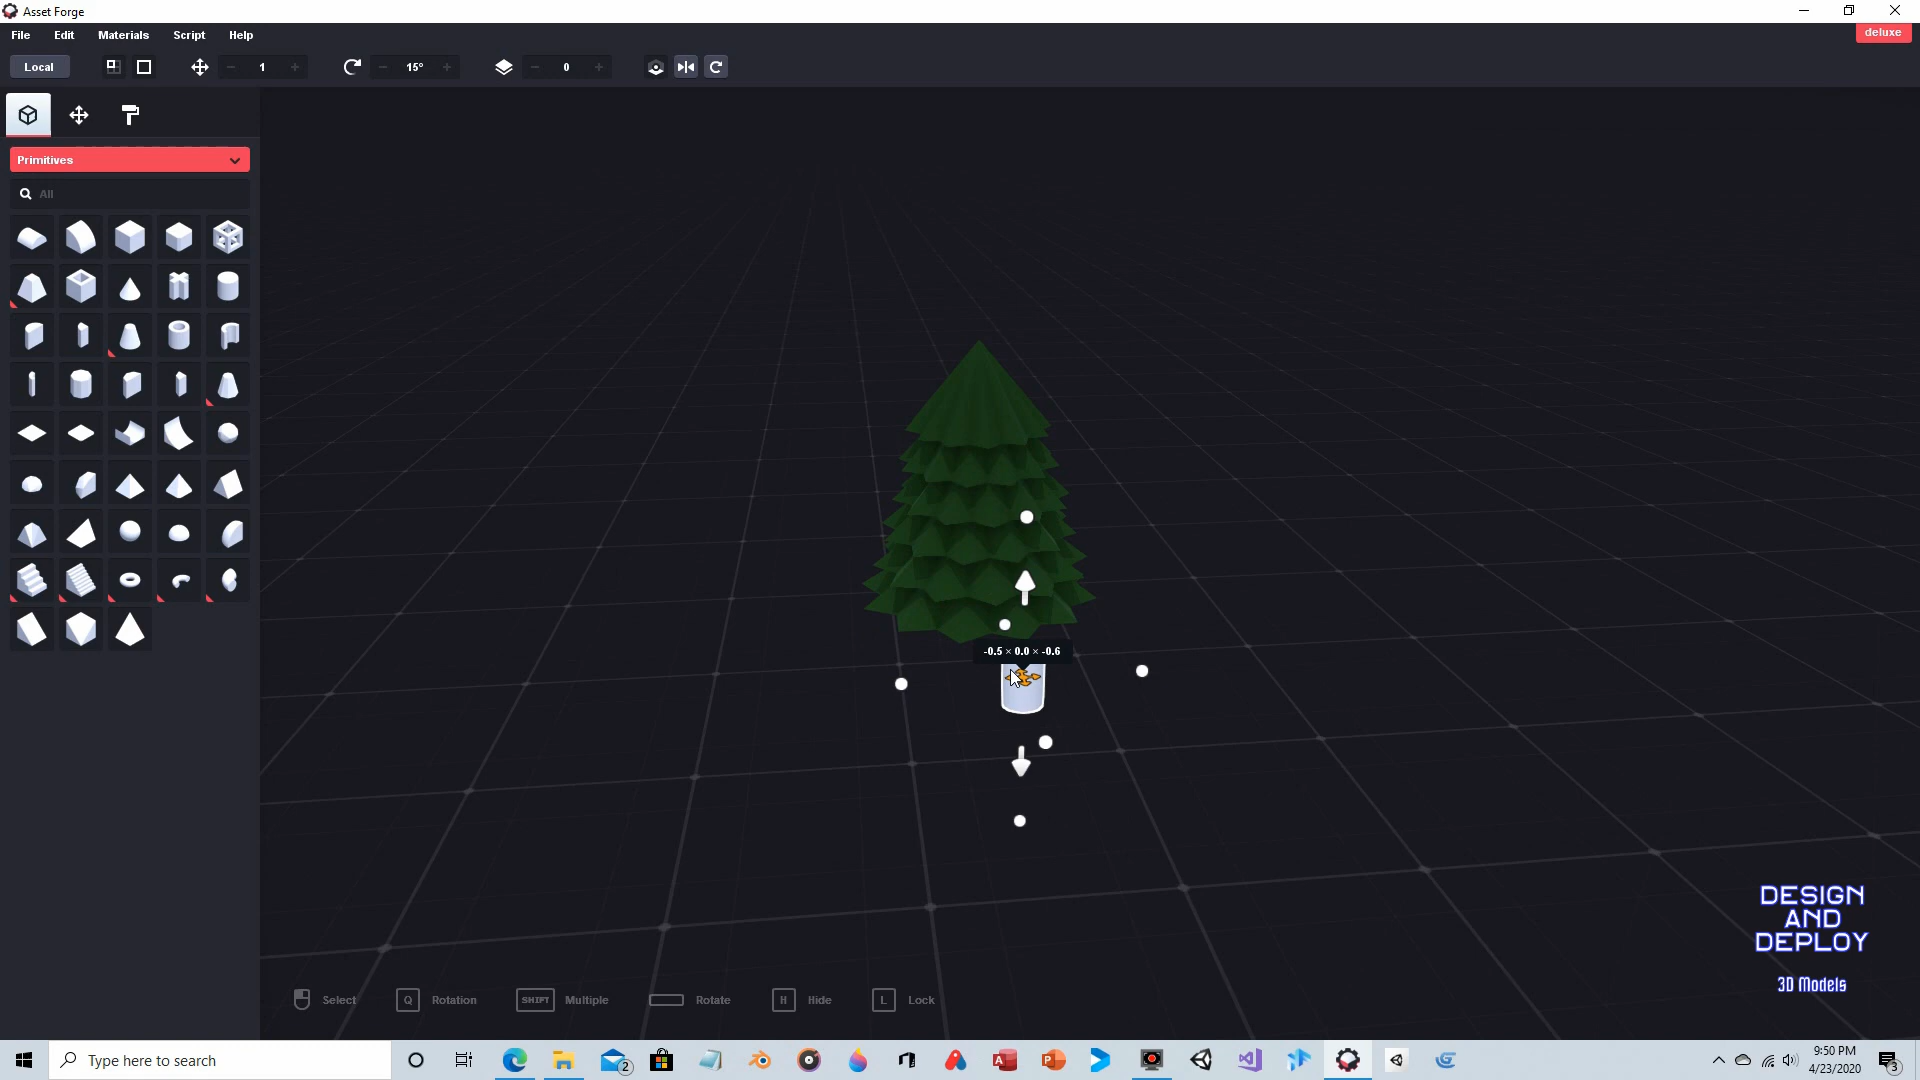 Asset Forge
File Edit Materials Script Help
deluxe
Local 1 15° 0
Primitives
All
-0.5 × 0.0 × -0.6
DESIGN
AND
DEPLOY
3D Models
Select Q Rotation SHIFT Multiple Rotate H Hide L Lock
Type here to search
2
9:50 PM
4/23/2020
3